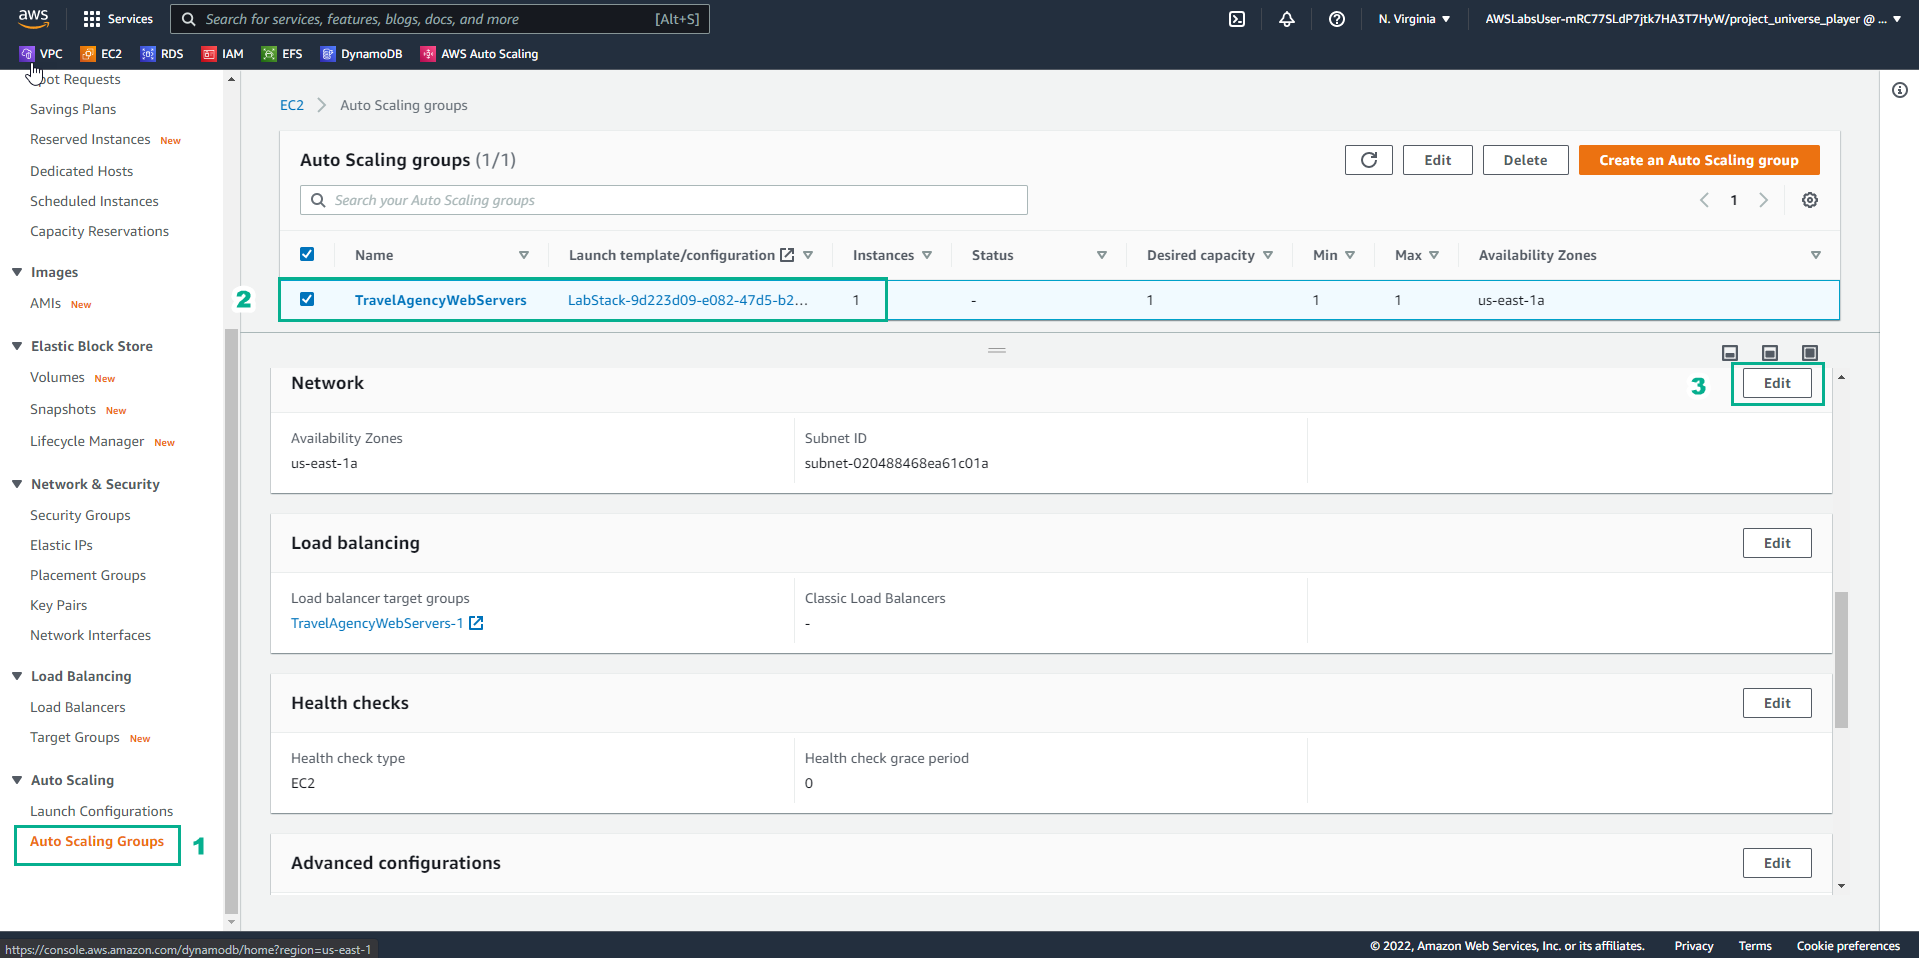 aws
Services
Search for services, features, blogs, docs, and more
[Alt+S]
N. Virginia
AWSLabsUser-mRC77SLdP7jtk7HA3T7HyW/project_universe_player @ ...
VPC
EC2
RDS
IAM
EFS
DynamoDB
AWS Auto Scaling
pot Requests
Savings Plans
Reserved Instances New
Dedicated Hosts
Scheduled Instances
Capacity Reservations
Images
AMIs New
Elastic Block Store
Volumes New
Snapshots New
Lifecycle Manager New
Network & Security
Security Groups
Elastic IPs
Placement Groups
Key Pairs
Network Interfaces
Load Balancing
Load Balancers
Target Groups New
Auto Scaling
Launch Configurations
Auto Scaling Groups
1
EC2
Auto Scaling groups
Auto Scaling groups (1/1)
Edit
Delete
Create an Auto Scaling group
Search your Auto Scaling groups
1
Name
Launch template/configuration
Instances
Status
Desired capacity
Min
Max
Availability Zones
2
TravelAgencyWebServers
LabStack-9d223d09-e082-47d5-b2...
1
-
1
1
1
us-east-1a
Network
3
Edit
Availability Zones
us-east-1a
Subnet ID
subnet-020488468ea61c01a
Load balancing
Edit
Load balancer target groups
TravelAgencyWebServers-1
Classic Load Balancers
-
Health checks
Edit
Health check type
EC2
Health check grace period
0
Advanced configurations
Edit
https://console.aws.amazon.com/dynamodb/home?region=us-east-1
© 2022, Amazon Web Services, Inc. or its affiliates.
Privacy
Terms
Cookie preferences